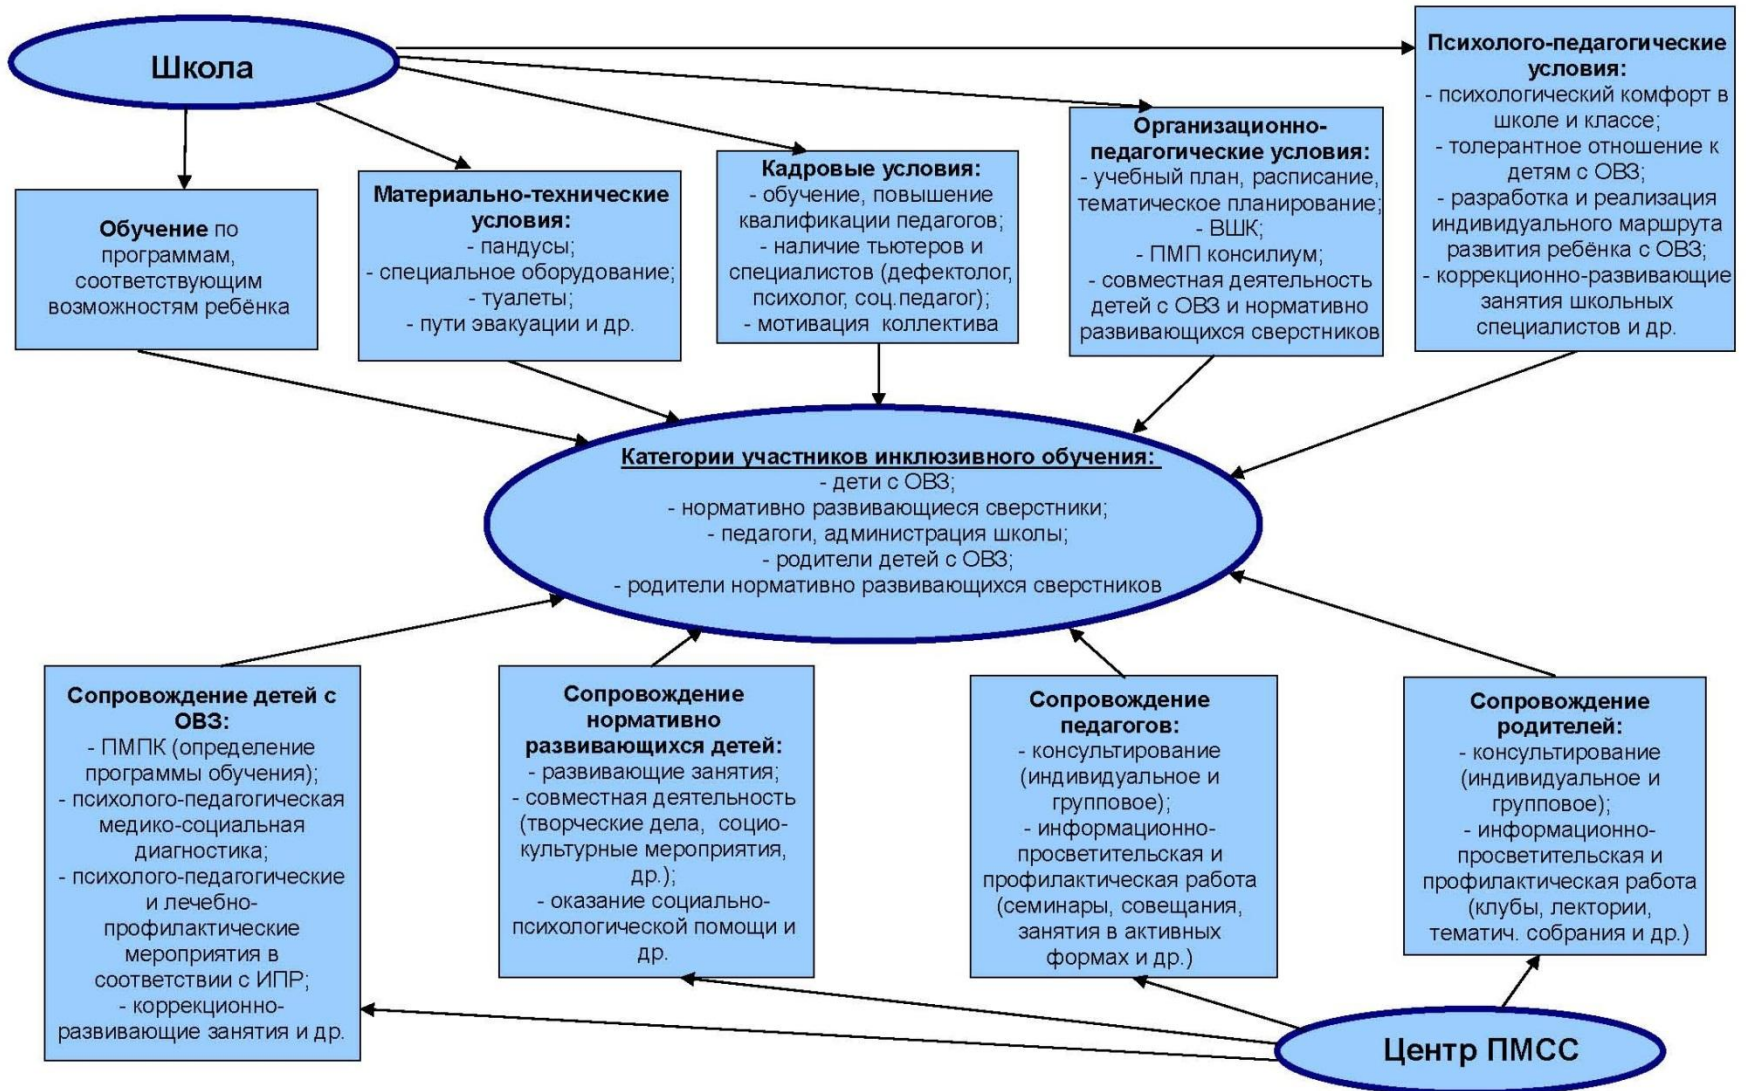 Школа
Обучение по
программам,
соответствующим
возможностям ребёнка
Материально-технические
условия:
- пандусы;
- специальное оборудование;
- туалеты;
- пути эвакуации и др.
Кадровые условия:
- обучение, повышение
квалификации педагогов;
- наличие тьютеров и
специалистов (дефектолог,
психолог, соц.педагог);
- мотивация коллектива
Организационно-
педагогические условия:
- учебный план, расписание,
тематическое планирование;
- ВШК;
- ПМП консилиум;
- совместная деятельность
детей с ОВЗ и нормативно
развивающихся сверстников
Психолого-педагогические
условия:
- психологический комфорт в
школе и классе;
- толерантное отношение к
детям с ОВЗ;
- разработка и реализация
индивидуального маршрута
развития ребёнка с ОВЗ;
- коррекционно-развивающие
занятия школьных
специалистов и др.
Категории участников инклюзивного обучения:
- дети с ОВЗ;
- нормативно развивающиеся сверстники;
- педагоги, администрация школы;
- родители детей с ОВЗ;
- родители нормативно развивающихся сверстников
Сопровождение детей с
ОВЗ:
- ПМПК (определение
программы обучения);
- психолого-педагогическая
медико-социальная
диагностика;
- психолого-педагогические
и лечебно-
профилактические
мероприятия в
соответствии с ИПР;
- коррекционно-
развивающие занятия и др.
Сопровождение
нормативно
развивающихся детей:
- развивающие занятия;
- совместная деятельность
(творческие дела, социо-
культурные мероприятия,
др.);
- оказание социально-
психологической помощи и
др.
Сопровождение
педагогов:
- консультирование
(индивидуальное и
групповое);
- информационно-
просветительская и
профилактическая работа
(семинары, совещания,
занятия в активных
формах и др.)
Сопровождение
родителей:
- консультирование
(индивидуальное и
групповое);
- информационно-
просветительская и
профилактическая работа
(клубы, лектории,
тематич. собрания и др.)
Центр ПМСС